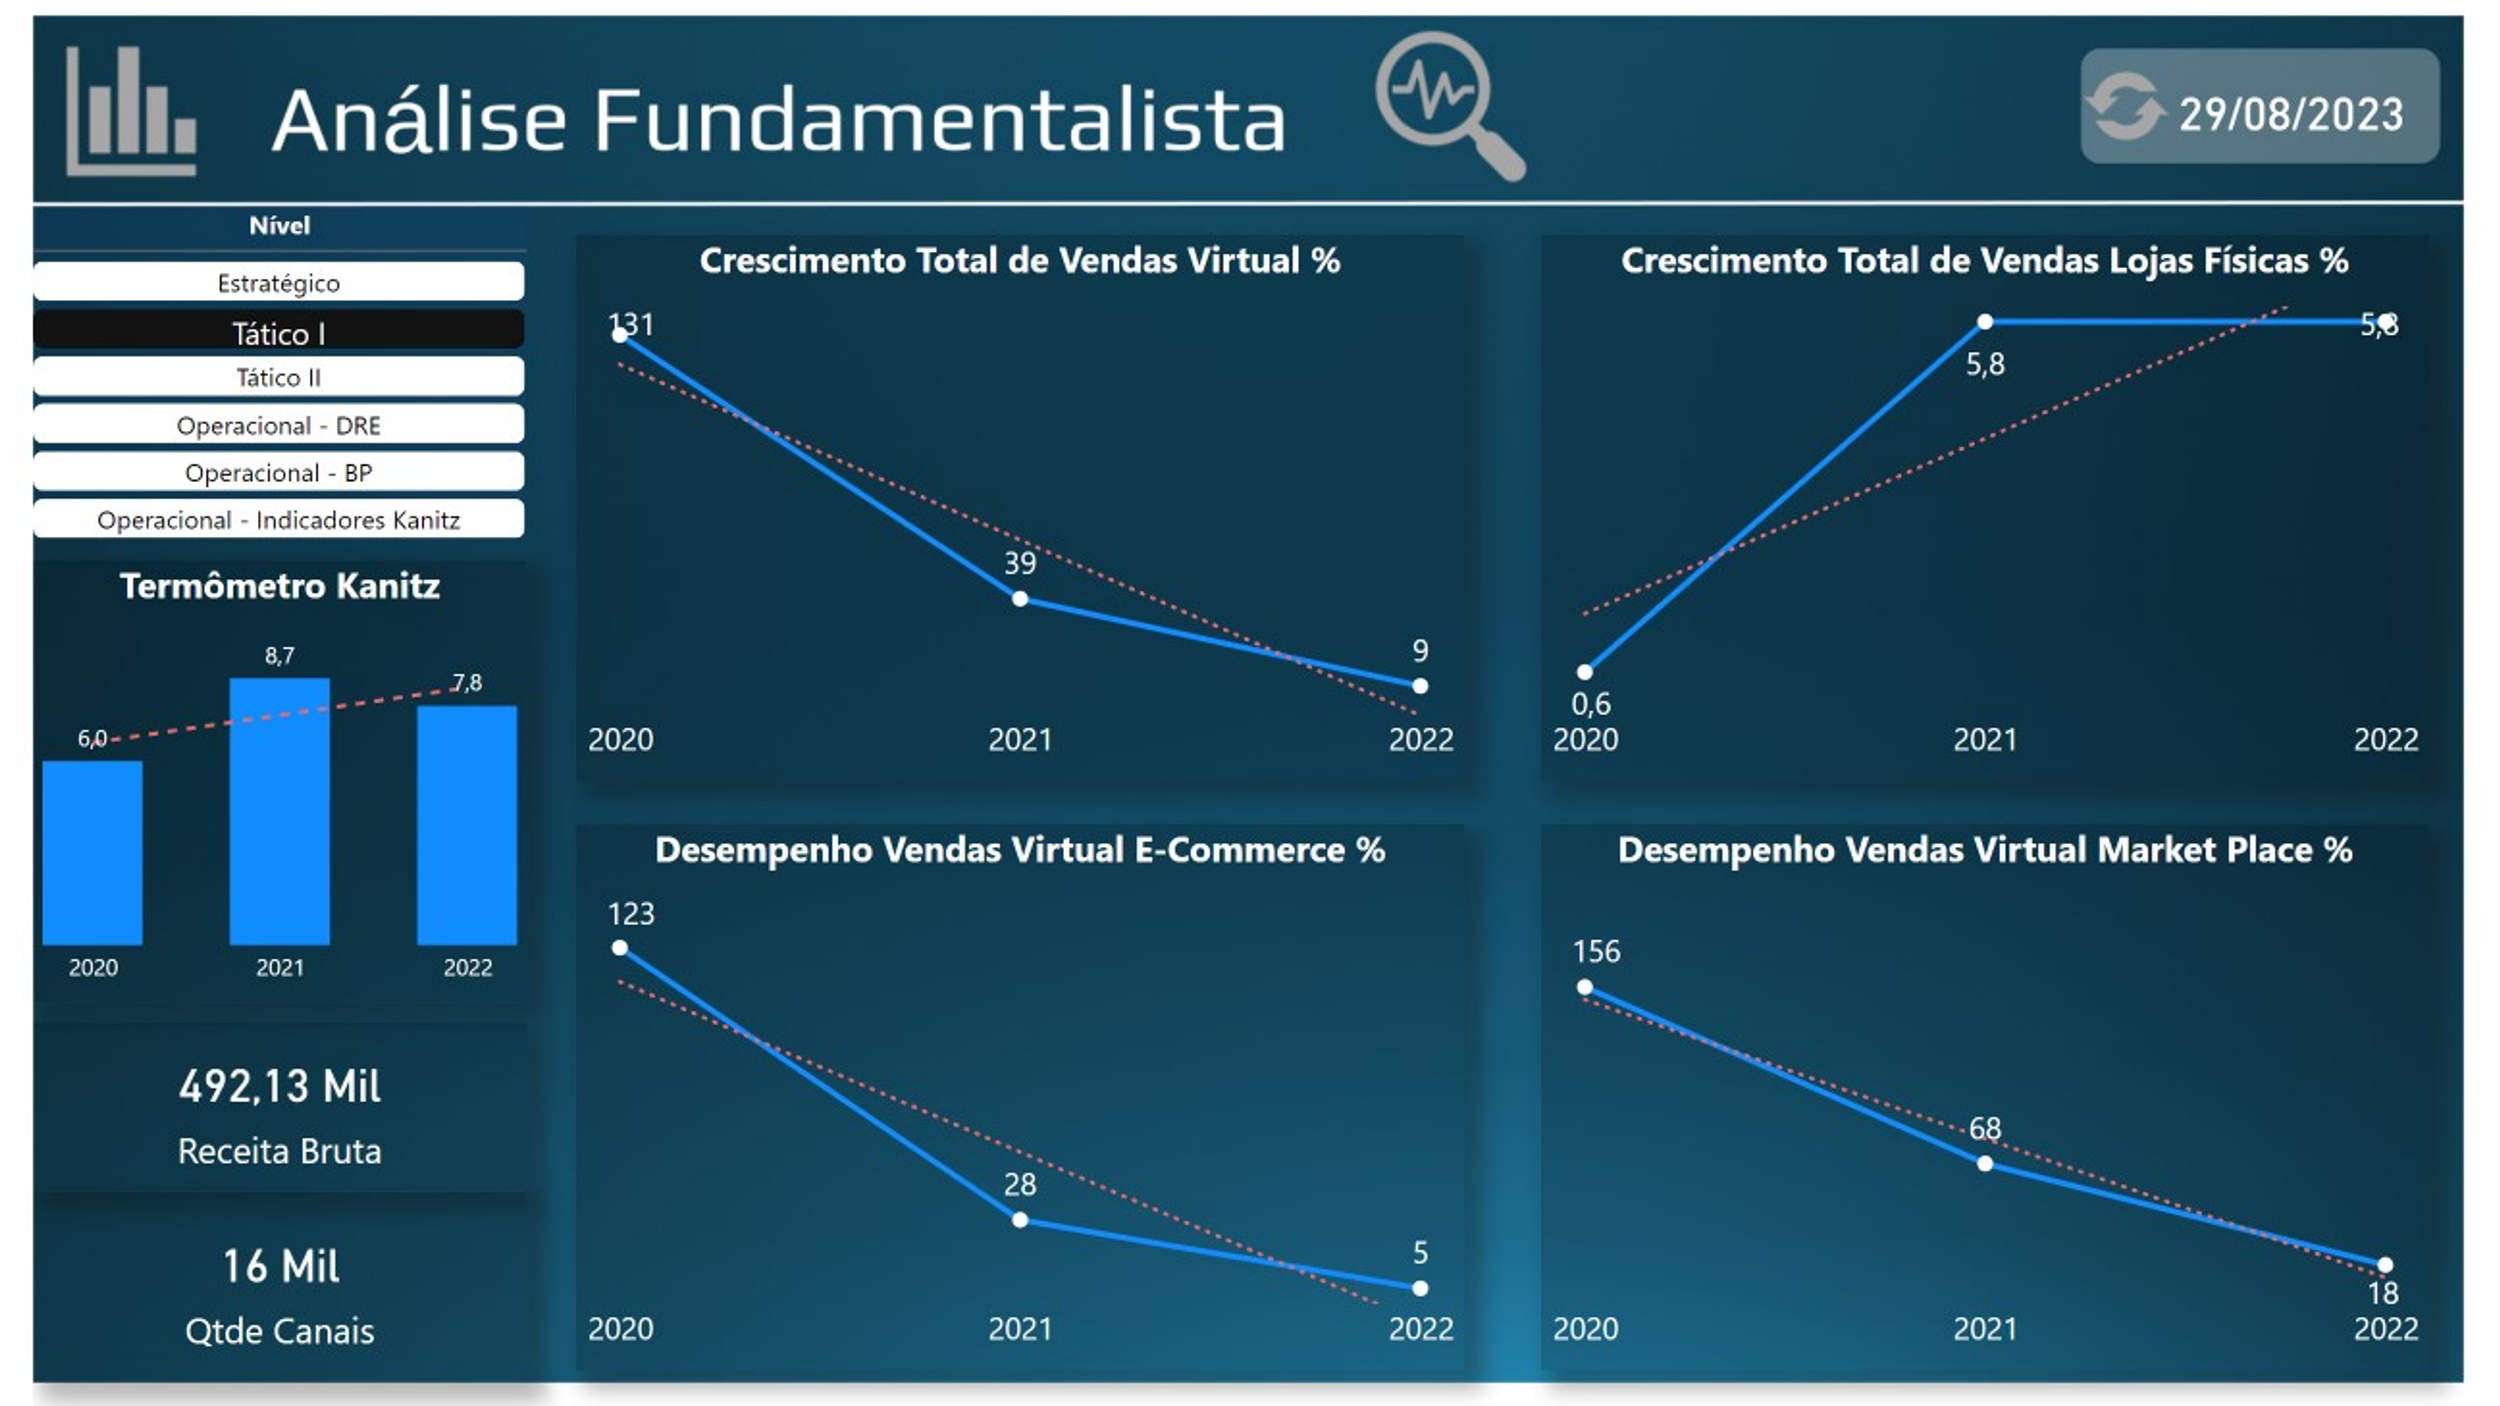 Análise Fundamentalista
29/08/2023
Nível
Estratégico
Tático I
Tático II
Operacional - DRE
Operacional - BP
Operacional - Indicadores Kanitz
Termômetro Kanitz
6,0
8,7
7,8
2020
2021
2022
492,13 Mil
Receita Bruta
16 Mil
Qtde Canais
Crescimento Total de Vendas Virtual %
131
39
9
2020
2021
2022
Crescimento Total de Vendas Lojas Físicas %
0,6
5,8
5,8
2020
2021
2022
Desempenho Vendas Virtual E-Commerce %
123
28
5
2020
2021
2022
Desempenho Vendas Virtual Market Place %
156
68
18
2020
2021
2022